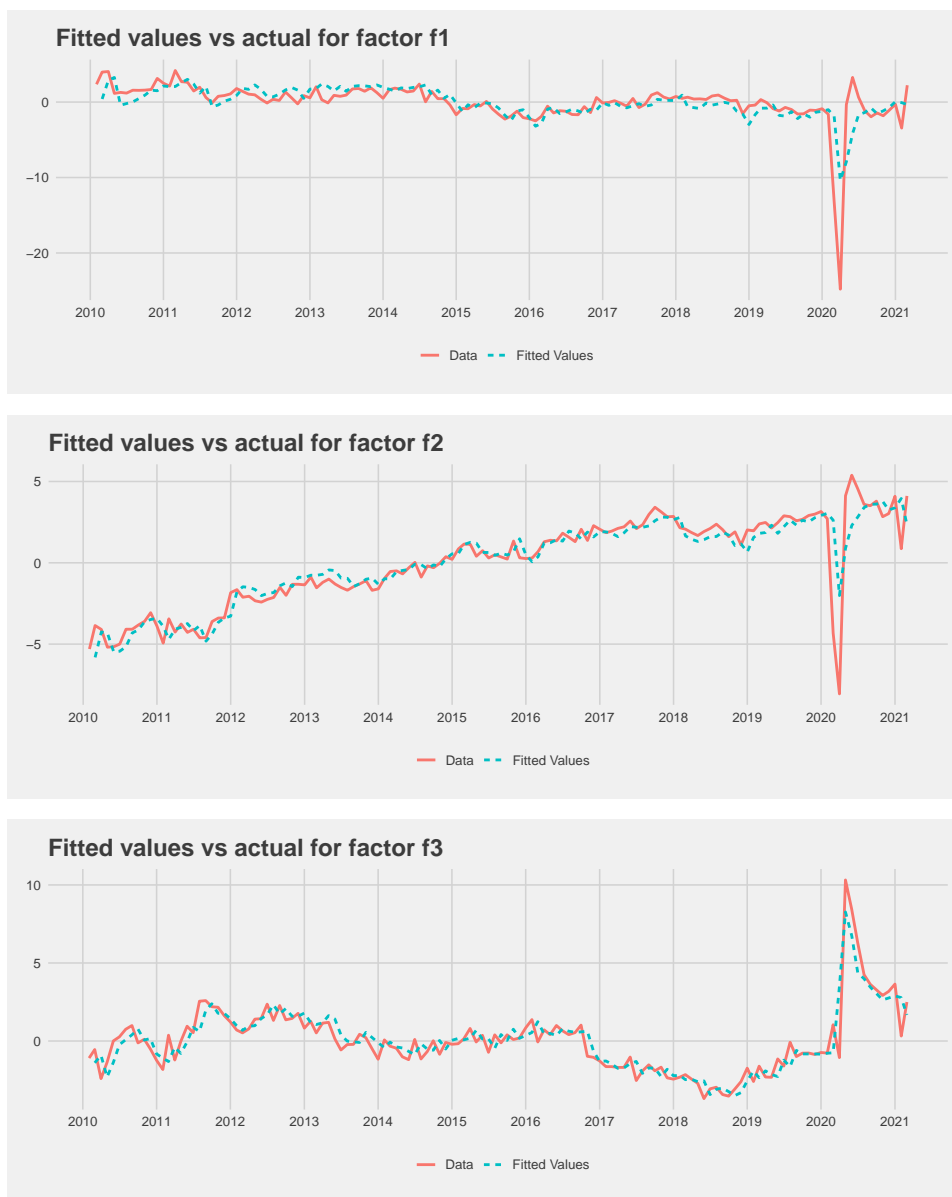 Fitted values vs actual for factor f1
0
−10
−20
2010 2011 2012 2013 2014 2015 2016 2017 2018 2019 2020 2021
Data Fitted Values
Fitted values vs actual for factor f2
5
0
−5
2010 2011 2012 2013 2014 2015 2016 2017 2018 2019 2020 2021
Data Fitted Values
Fitted values vs actual for factor f3
10
5
0
2010 2011 2012 2013 2014 2015 2016 2017 2018 2019 2020 2021
Data Fitted Values